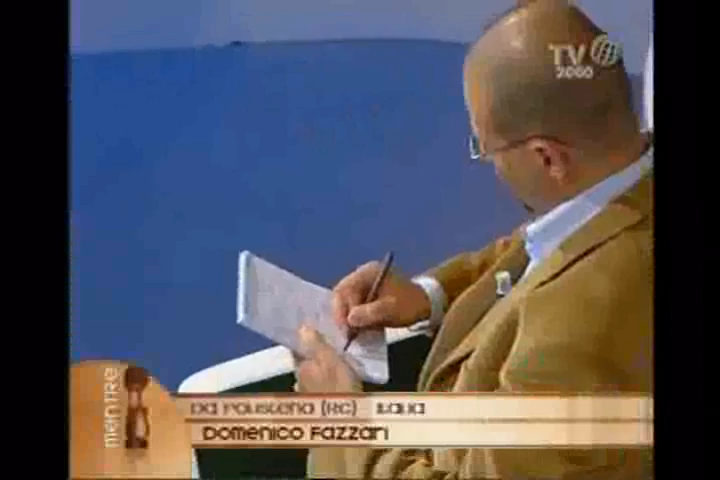 TV
2000
mentre
Da Polistena (RC) - Italia
Domenico Fazzari